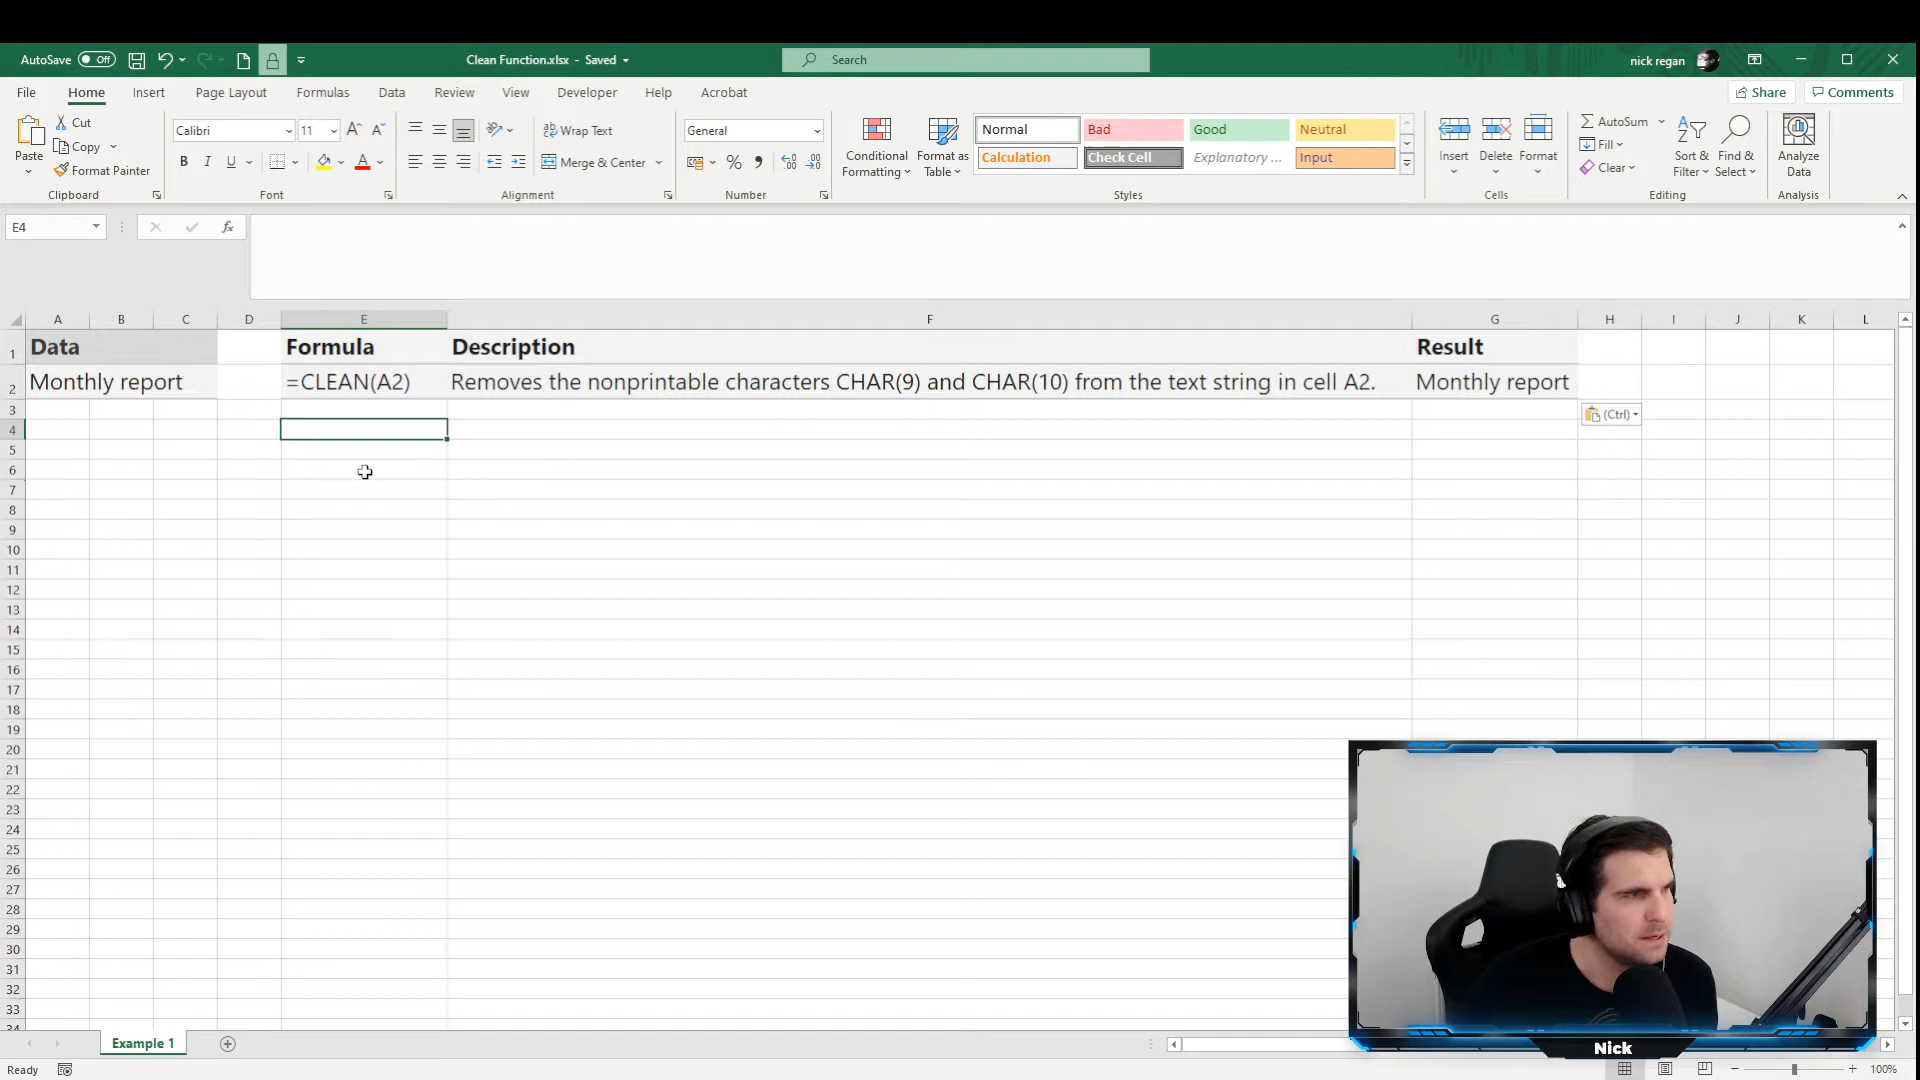 AutoSave Off Clean Function.xlsx - Saved Search nick regan
File Home Insert Page Layout Formulas Data Review View Developer Help Acrobat Share Comments
Paste Cut Copy Format Painter
Clipboard
Calibri 11
B I U A
Font
Wrap Text
Merge & Center
Alignment
General
%
Number
Conditional Formatting
Format as Table
Normal Bad Good Neutral
Calculation Check Cell Explanatory ... Input
Styles
Insert Delete Format
Cells
AutoSum
Fill
Clear
Sort & Filter
Find & Select
Editing
Analyze Data
Analysis
E4 fx
A B C D E F G H I J K L
1 Data Formula Description Result
2 Monthly report =CLEAN(A2) Removes the nonprintable characters CHAR(9) and CHAR(10) from the text string in cell A2. Monthly report
3 (Ctrl)
4
5
6
7
8
9
10
11
12
13
14
15
16
17
18
19
20
21
22
23
24
25
26
27
28
29
30
31
32
33
34
Example 1
Nick
Ready 100%